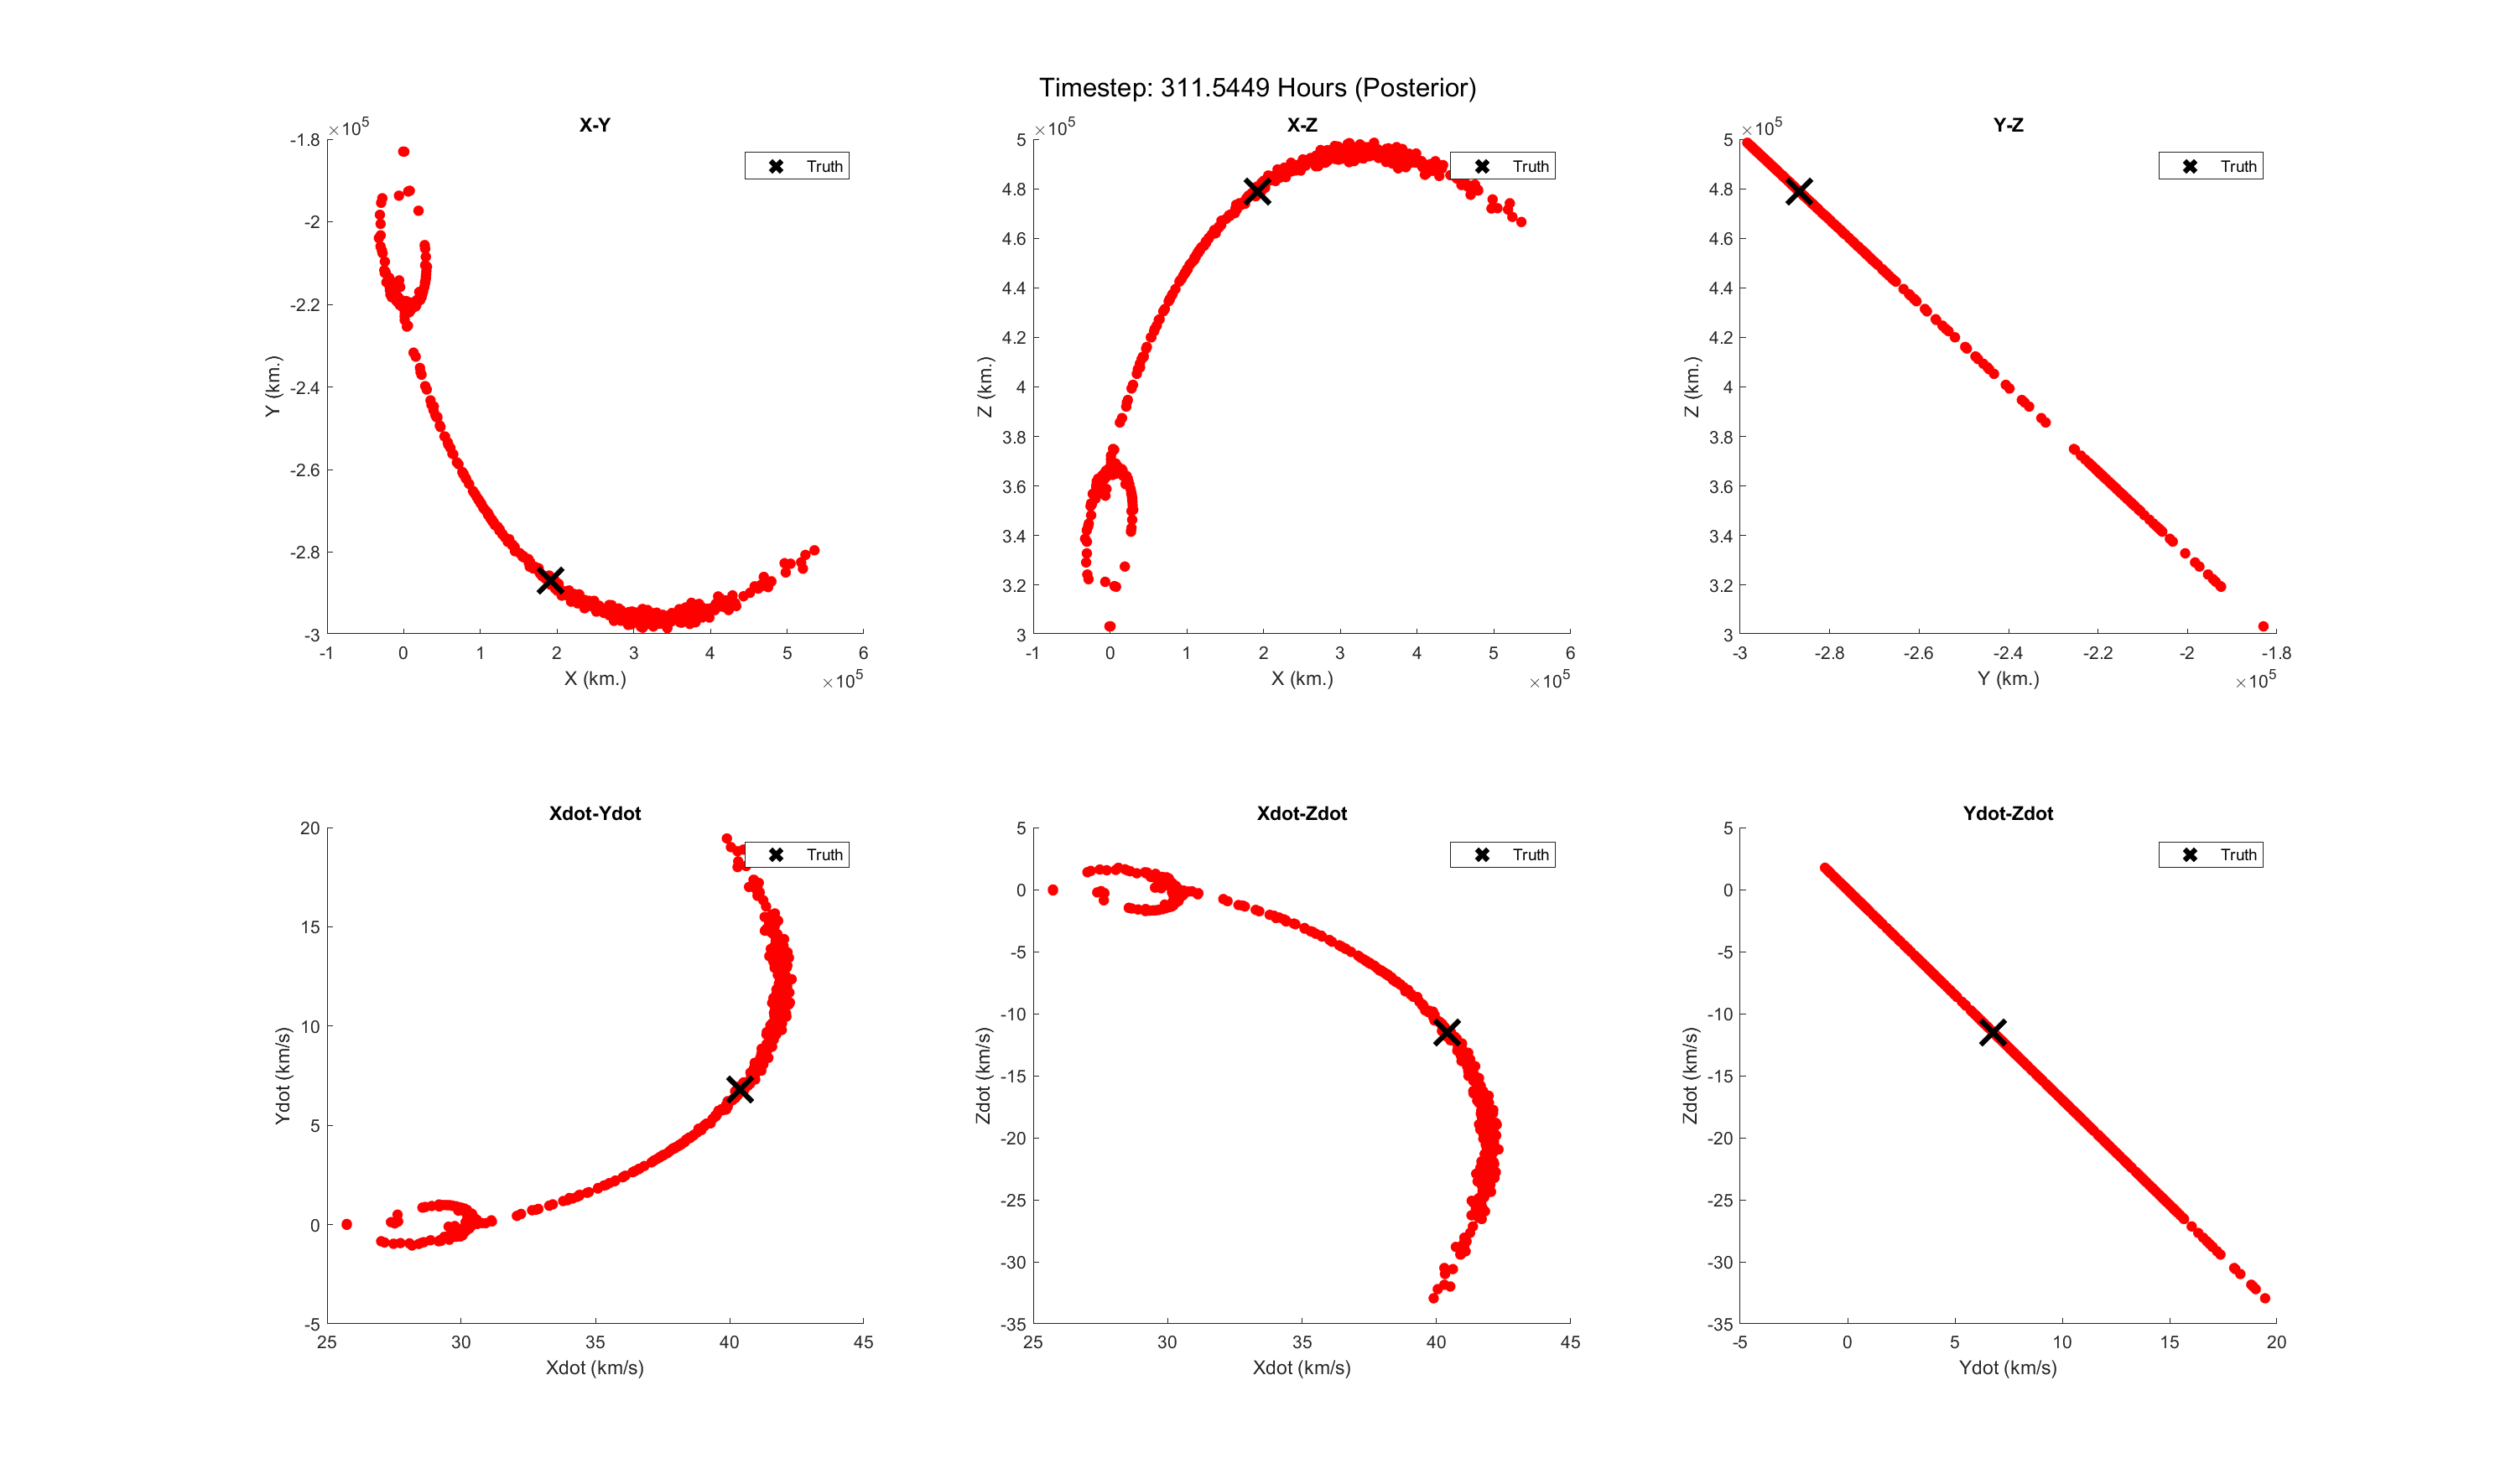 Timestep: 311.5449 Hours (Posterior)
X-Y
×10^5
-1.8
-2
-2.2
-2.4
-2.6
-2.8
-3
Y (km.)
-1 0 1 2 3 4 5 6
X (km.)
×10^5
Truth
X-Z
×10^5
5
4.8
4.6
4.4
4.2
4
3.8
3.6
3.4
3.2
3
Z (km.)
-1 0 1 2 3 4 5 6
X (km.)
×10^5
Truth
Y-Z
×10^5
5
4.8
4.6
4.4
4.2
4
3.8
3.6
3.4
3.2
3
Z (km.)
-3 -2.8 -2.6 -2.4 -2.2 -2 -1.8
Y (km.)
×10^5
Truth
Xdot-Ydot
20
15
10
5
0
-5
Ydot (km/s)
25 30 35 40 45
Xdot (km/s)
Truth
Xdot-Zdot
5
0
-5
-10
-15
-20
-25
-30
-35
Zdot (km/s)
25 30 35 40 45
Xdot (km/s)
Truth
Ydot-Zdot
5
0
-5
-10
-15
-20
-25
-30
-35
Zdot (km/s)
-5 0 5 10 15 20
Ydot (km/s)
Truth